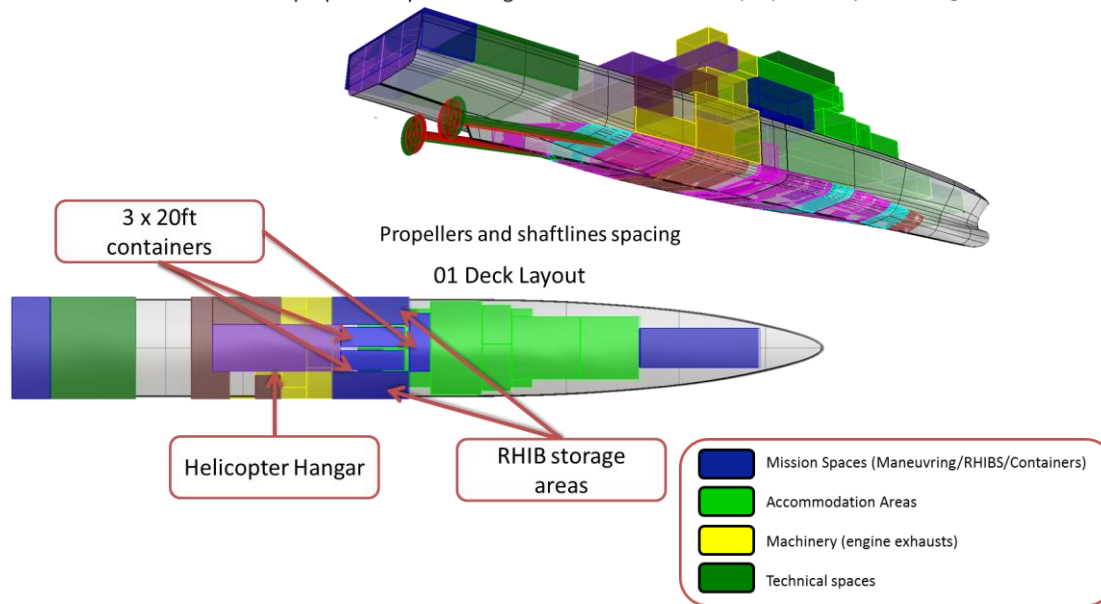 3 x 20ft
containers
Propellers and shaftlines spacing
01 Deck Layout
Helicopter Hangar
RHIB storage
areas
Mission Spaces (Maneuvring/RHIBS/Containers)
Accommodation Areas
Machinery (engine exhausts)
Technical spaces